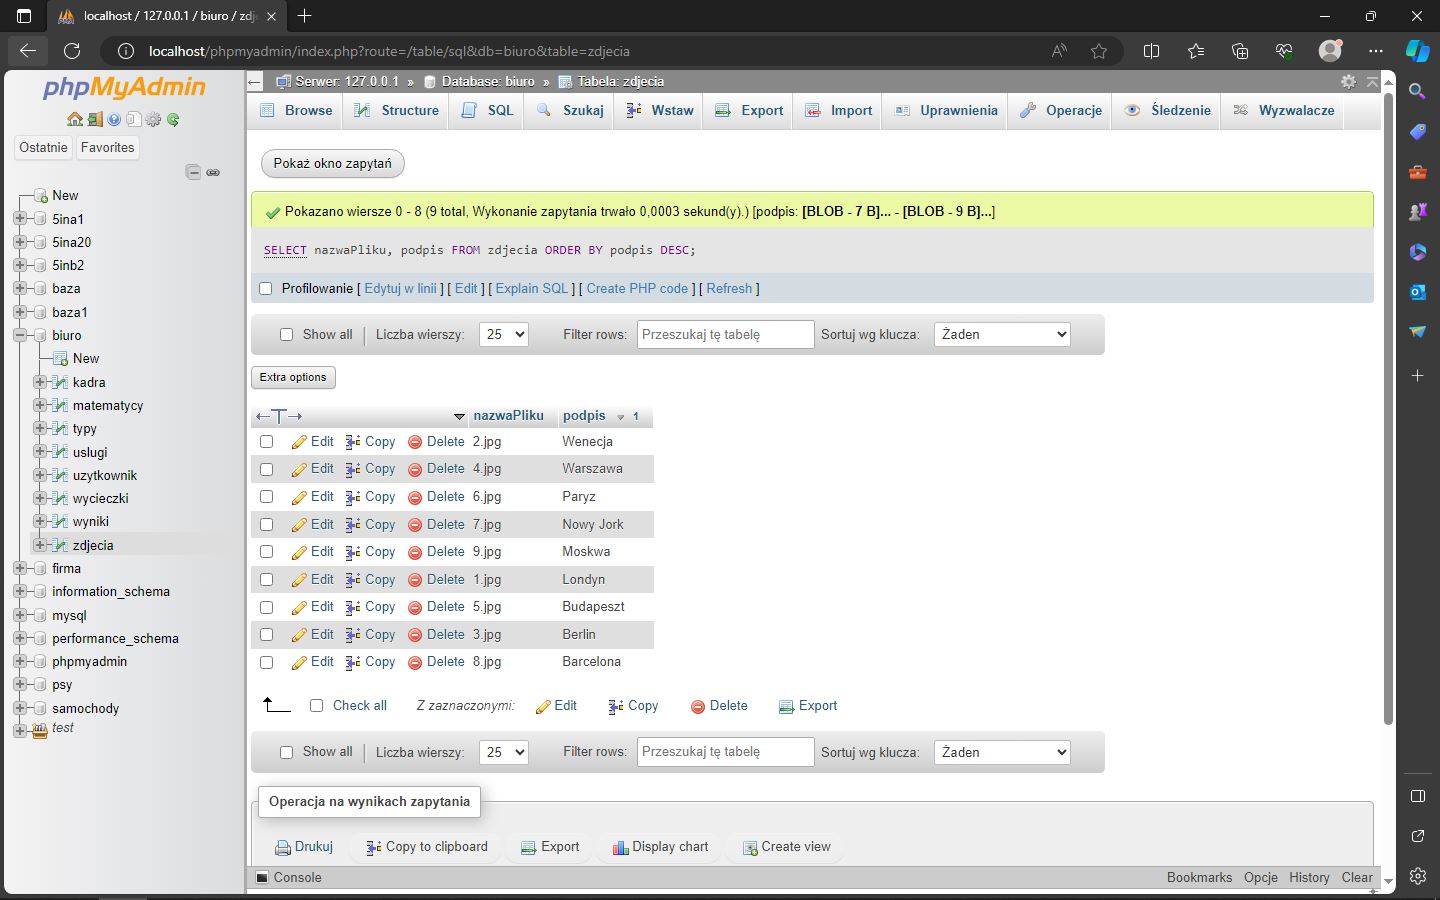 localhost / 127.0.0.1 / biuro / zdj
localhost/phpmyadmin/index.php?route=/table/sql&db=biuro&table=zdjecia
phpMyAdmin
Ostatnie Favorites
New
5ina1
5ina20
5inb2
baza
baza1
biuro
New
kadra
matematycy
typy
uslugi
uzytkownik
wycieczki
wyniki
zdjecia
firma
information_schema
mysql
performance_schema
phpmyadmin
psy
samochody
test
Serwer: 127.0.0.1 » Database: biuro » Tabela: zdjecia
Browse Structure SQL Szukaj Wstaw Export Import Uprawnienia Operacje Śledzenie Wyzwalacze
Pokaż okno zapytań
Pokazano wiersze 0 - 8 (9 total, Wykonanie zapytania trwało 0,0003 sekund(y).) [podpis: [BLOB - 7 B]... - [BLOB - 9 B]...]
SELECT nazwaPliku, podpis FROM zdjecia ORDER BY podpis DESC;
Profilowanie [ Edytuj w linii ] [ Edit ] [ Explain SQL ] [ Create PHP code ] [ Refresh ]
Show all Liczba wierszy: 25 Filter rows: Przeszukaj tę tabelę Sortuj wg klucza: Żaden
Extra options
←T→ nazwaPliku podpis 1
Edit Copy Delete 2.jpg Wenecja
Edit Copy Delete 4.jpg Warszawa
Edit Copy Delete 6.jpg Paryz
Edit Copy Delete 7.jpg Nowy Jork
Edit Copy Delete 9.jpg Moskwa
Edit Copy Delete 1.jpg Londyn
Edit Copy Delete 5.jpg Budapeszt
Edit Copy Delete 3.jpg Berlin
Edit Copy Delete 8.jpg Barcelona
Check all Z zaznaczonymi: Edit Copy Delete Export
Show all Liczba wierszy: 25 Filter rows: Przeszukaj tę tabelę Sortuj wg klucza: Żaden
Operacja na wynikach zapytania
Drukuj Copy to clipboard Export Display chart Create view
Console Bookmarks Opcje History Clear